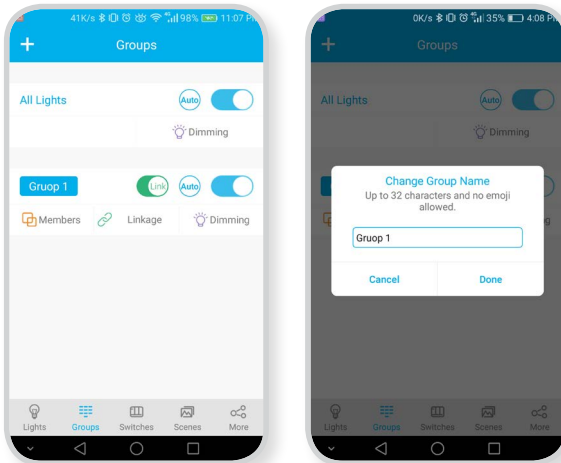 41K/s 4G 98% 11:07 P
Groups
All Lights
Auto
Dimming
Gruop 1
Link
Auto
Members
Linkage
Dimming
Lights
Groups
Switches
Scenes
More
0K/s 4G 35% 4:08 P
Groups
All Lights
Auto
Dimming
Change Group Name
Up to 32 characters and no emoji
allowed.
Gruop 1
Cancel
Done
Lights
Groups
Switches
Scenes
More